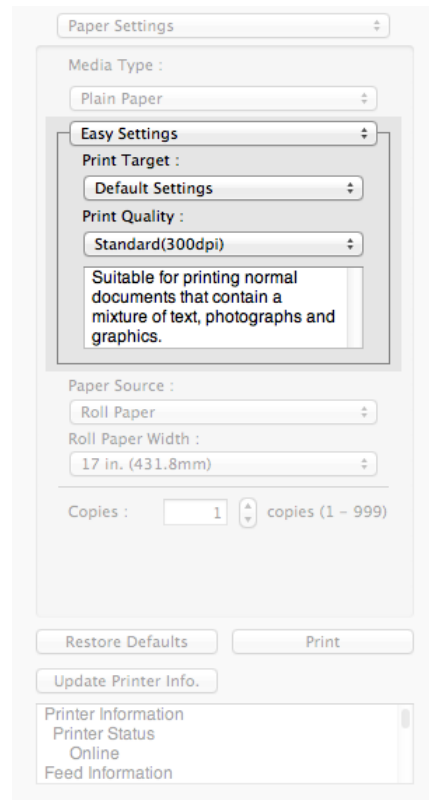 Paper Settings
Media Type :
Plain Paper
Easy Settings
Print Target :
Default Settings
Print Quality :
Standard(300dpi)
Suitable for printing normal
documents that contain a
mixture of text, photographs and
graphics.
Paper Source :
Roll Paper
Roll Paper Width :
17 in. (431.8mm)
Copies : 1 copies (1 – 999)
Restore Defaults Print
Update Printer Info.
Printer Information
Printer Status
Online
Feed Information